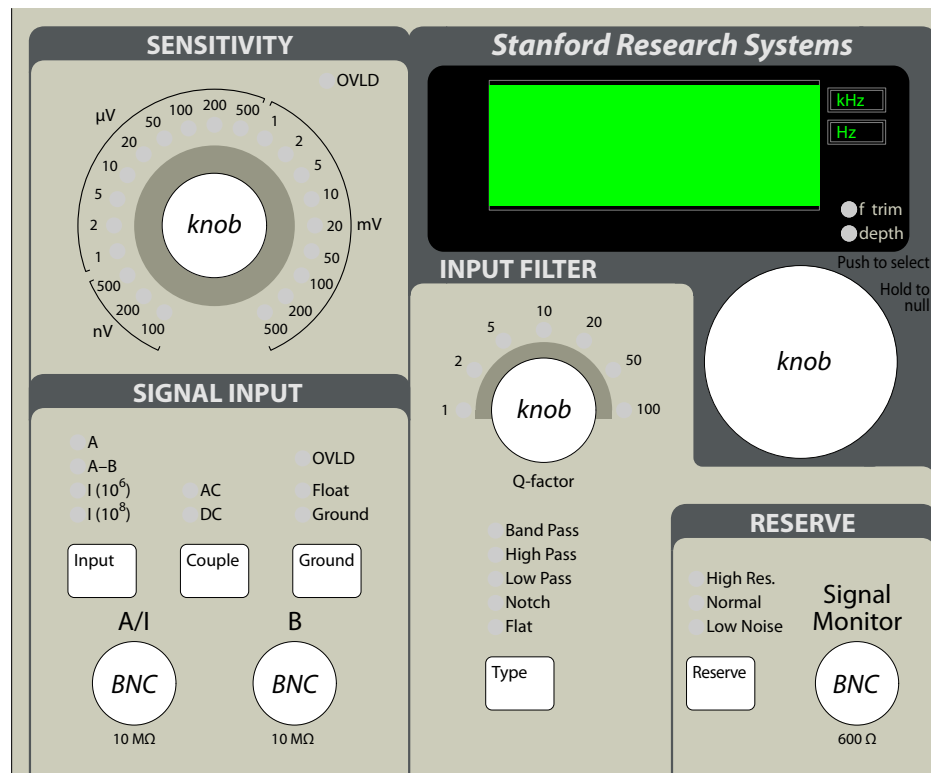 SENSITIVITY
OVLD
µV
nV
100
200
500
1
2
5
10
20
50
100
200
500
1
2
5
10
20
50
100
200
500
mV
knob
Stanford Research Systems
kHz
Hz
f trim
depth
Push to select
Hold to
null
knob
INPUT FILTER
1
2
5
10
20
50
100
knob
Q-factor
Band Pass
High Pass
Low Pass
Notch
Flat
Type
SIGNAL INPUT
A
A–B
I (10⁶)
I (10⁸)
AC
DC
OVLD
Float
Ground
Input
Couple
Ground
A/I
B
BNC
BNC
10 MΩ
10 MΩ
RESERVE
High Res.
Normal
Low Noise
Reserve
Signal
Monitor
BNC
600 Ω